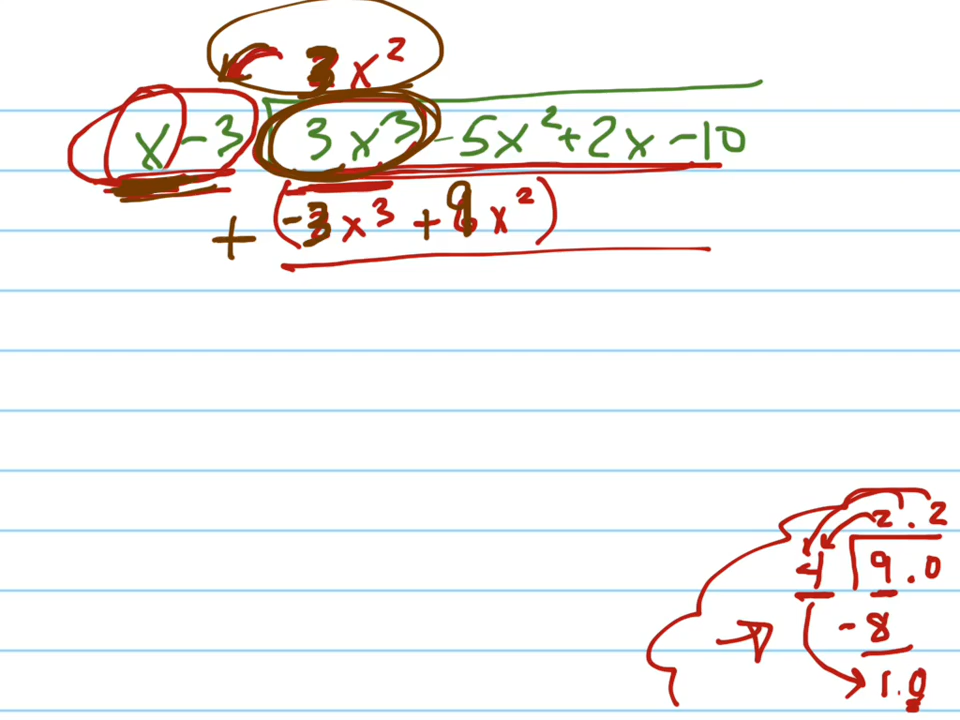 3x²
x-3 3x³-5x²+2x-10
+(-3x³+9x²)
2.2
4 9.0
-8
1.0